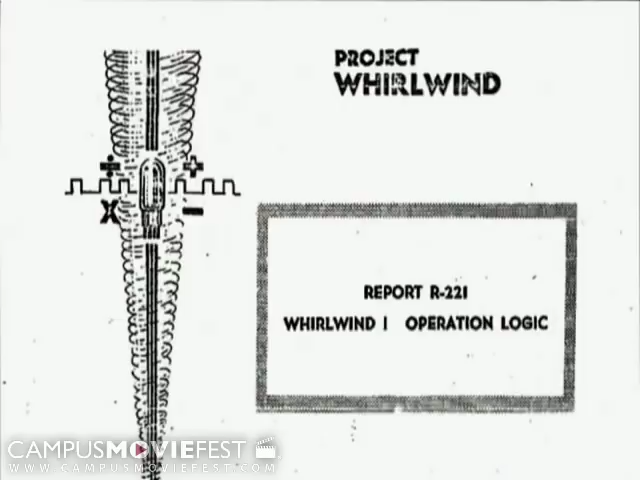 PROJECT
WHIRLWIND
÷ +
X −
REPORT R-221
WHIRLWIND I OPERATION LOGIC
CAMPUSMOVIEFEST
WWW.CAMPUSMOVIEFEST.COM